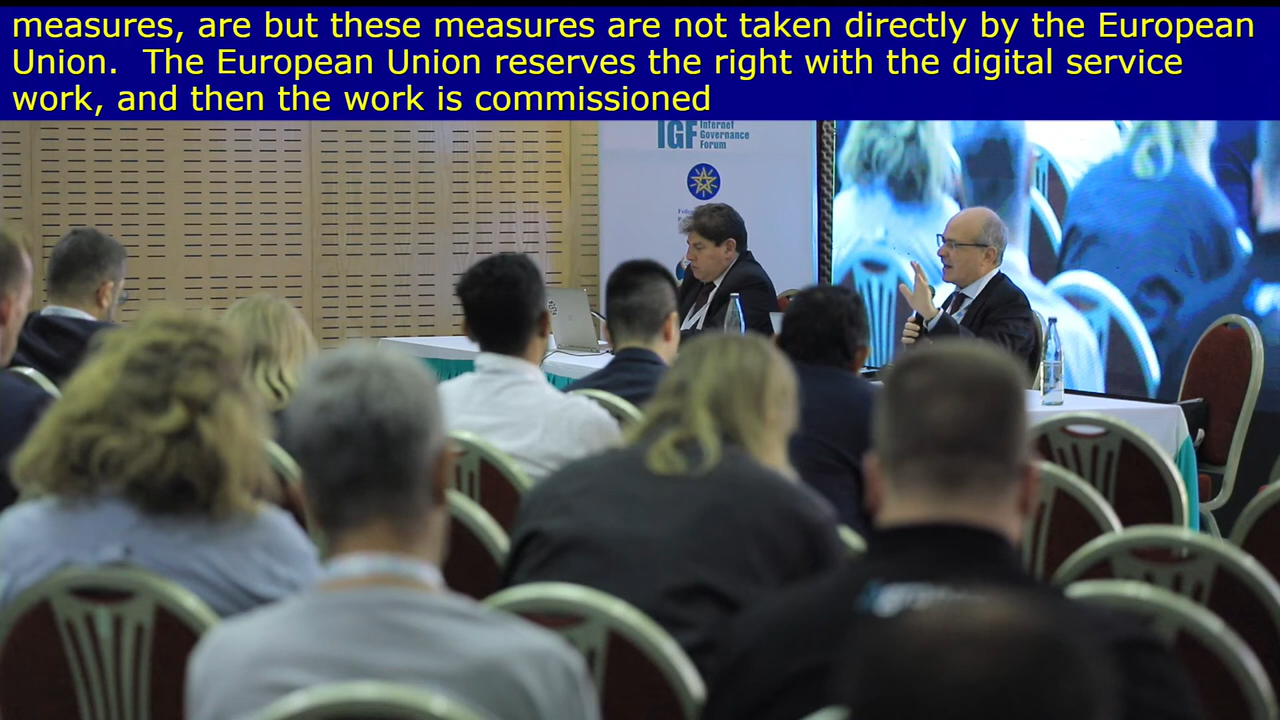 measures, are but these measures are not taken directly by the European
Union.  The European Union reserves the right with the digital service
work, and then the work is commissioned
IGF
Internet
Governance
Forum